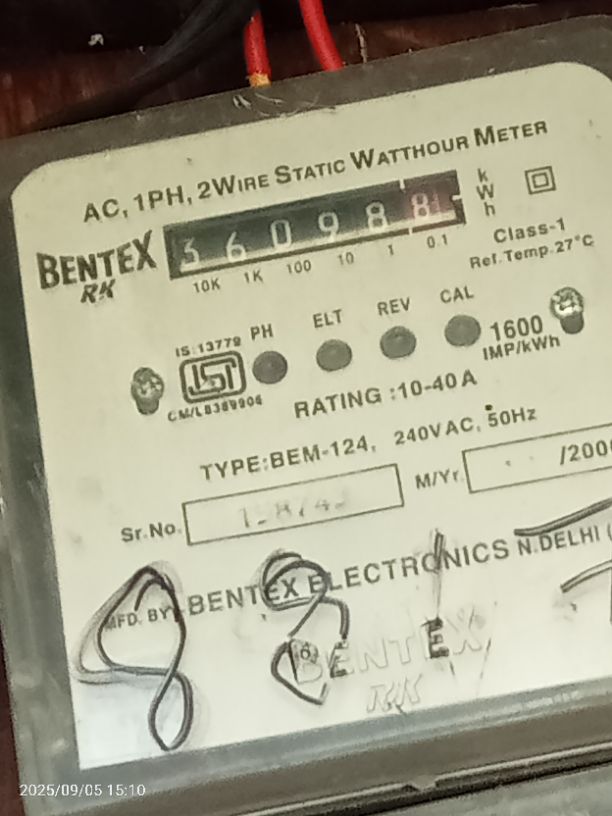 AC, 1PH, 2WIRE STATIC WATTHOUR METER
BENTEX
RK
3 6 0 9 8 8
kWh
10K 1K 100 10 1 0.1
Class-1
Ref. Temp. 27°C
IS:13779
PH ELT REV CAL
1600
IMP/kWh
CM/L8389906
RATING :10-40A
TYPE:BEM-124, 240VAC, 50Hz
Sr.No.
M/Yr. /200
MFD. BY: BENTEX ELECTRONICS N.DELHI (
BENTEX
RK
2025/09/05 15:10